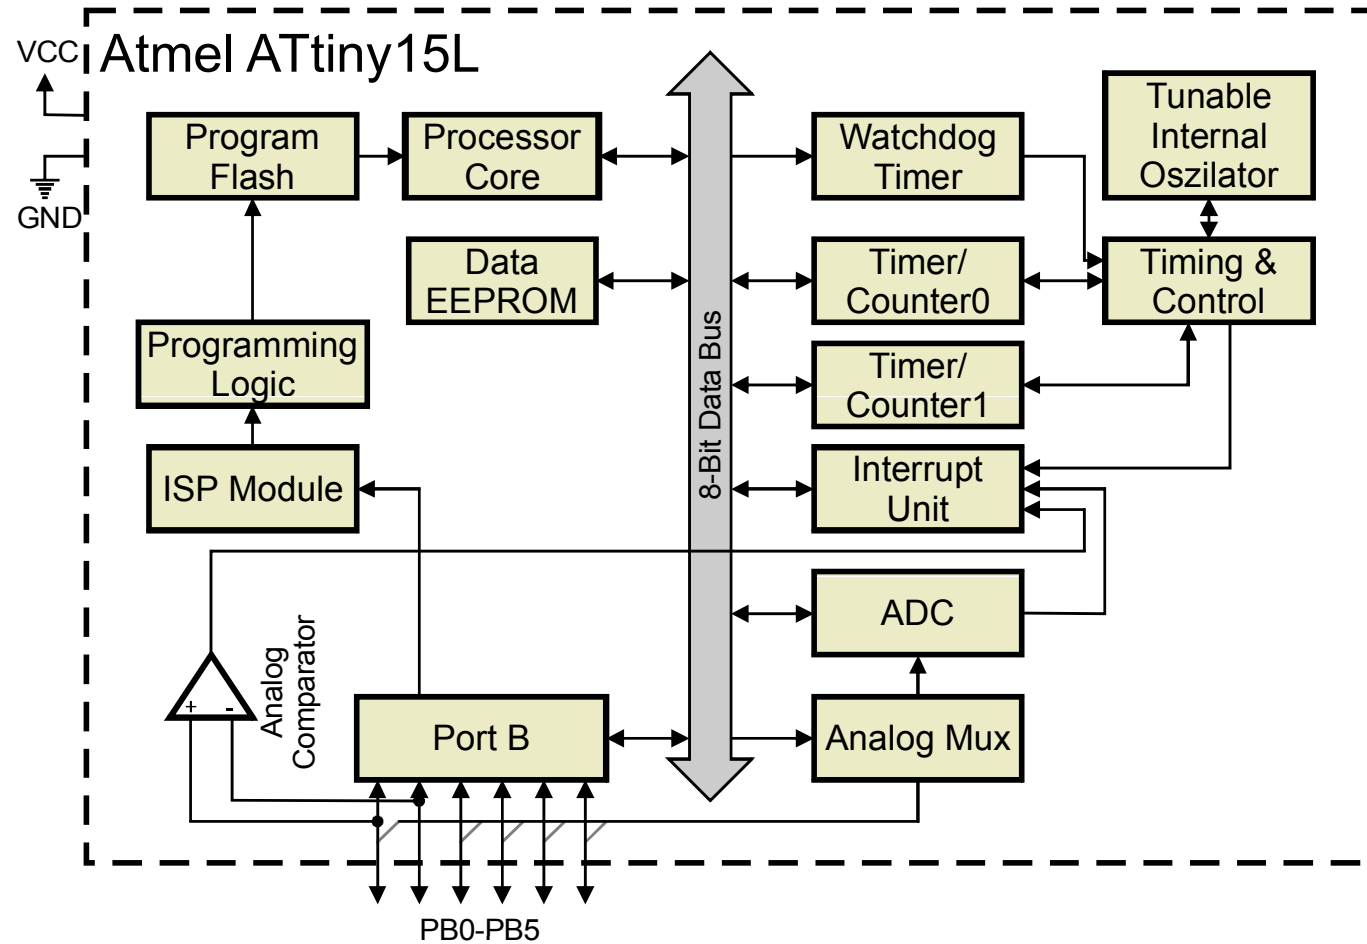 Atmel ATtiny15L
VCC
GND
Program
Flash
Processor
Core
Watchdog
Timer
Tunable
Internal
Oszilator
Data
EEPROM
Timer/
Counter0
Timing &
Control
Programming
Logic
8-Bit Data Bus
Timer/
Counter1
ISP Module
Interrupt
Unit
ADC
Analog
Comparator
+ -
Port B
Analog Mux
PB0-PB5